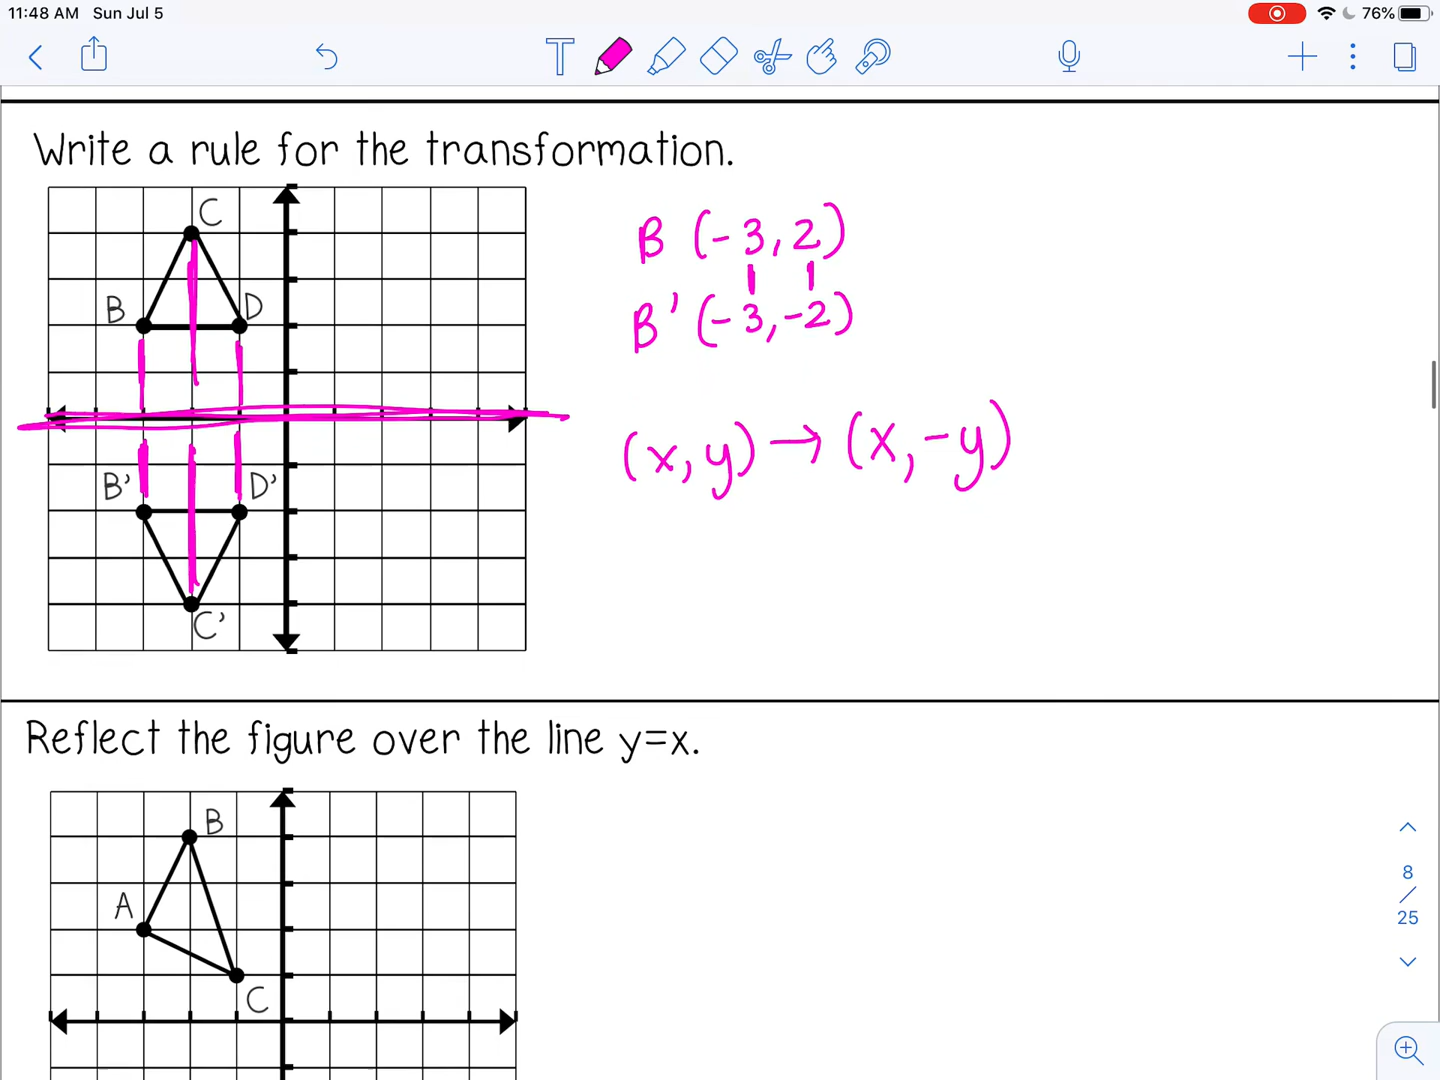 11:48 AM Sun Jul 5 76%
T
Write a rule for the transformation.
C
B D
B' D'
C'
B (-3, 2)
B' (-3, -2)
(x, y) → (x, -y)
Reflect the figure over the line y=x.
B
A
C
8
/
25